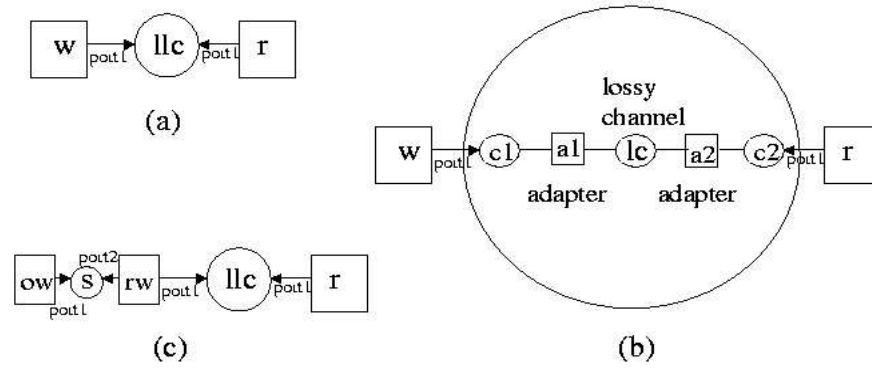 w
llc
r
port1
port1
(a)
lossy
channel
w
c1
a1
lc
a2
c2
r
port1
port1
adapter
adapter
(b)
port2
ow
s
rw
llc
r
port1
port1
port1
(c)